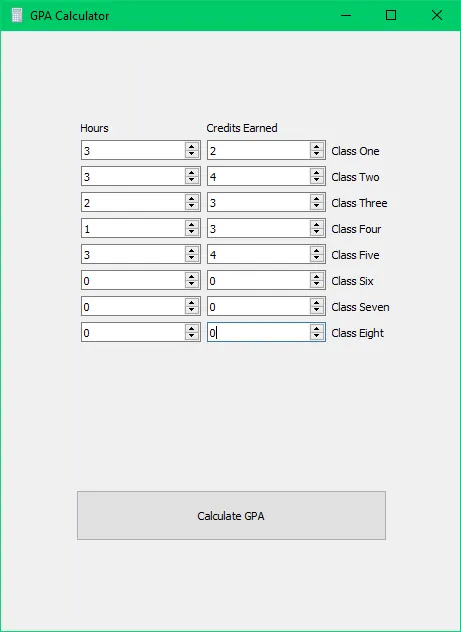 GPA Calculator
Hours Credits Earned
3 2 Class One
3 4 Class Two
2 3 Class Three
1 3 Class Four
3 4 Class Five
0 0 Class Six
0 0 Class Seven
0 0 Class Eight
Calculate GPA